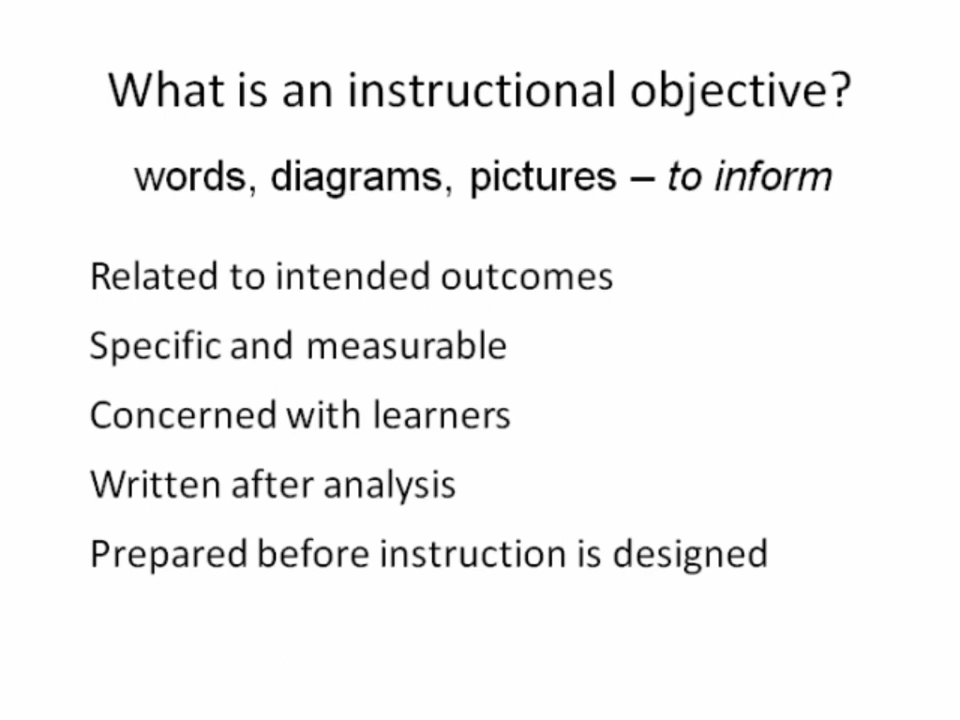 What is an instructional objective?
words, diagrams, pictures – to inform
Related to intended outcomes
Specific and measurable
Concerned with learners
Written after analysis
Prepared before instruction is designed